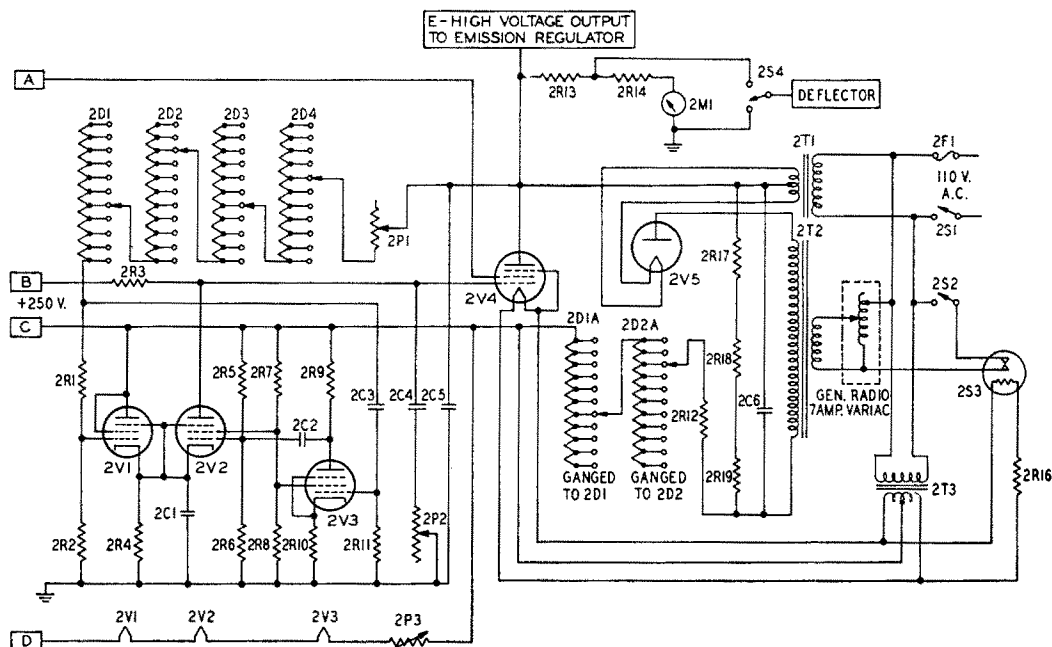 E-HIGH VOLTAGE OUTPUT
TO EMISSION REGULATOR
A
2R13
2R14
2M1
2S4
DEFLECTOR
2D1
2D2
2D3
2D4
2P1
2T1
2F1
110 V.
A.C.
2S1
2T2
2V5
2R17
B
2R3
+250 V.
2V4
2S2
C
2D1A
2D2A
2R18
2R1
2R5
2R7
2R9
2C3
2C4
2C5
2R12
2C6
GEN. RADIO
7AMP. VARIAC
2S3
2V1
2V2
2C2
2V3
GANGED
TO 2D1
GANGED
TO 2D2
2R19
2T3
2R16
2C1
2P2
2R2
2R4
2R6
2R8
2R10
2R11
D
2V1
2V2
2V3
2P3